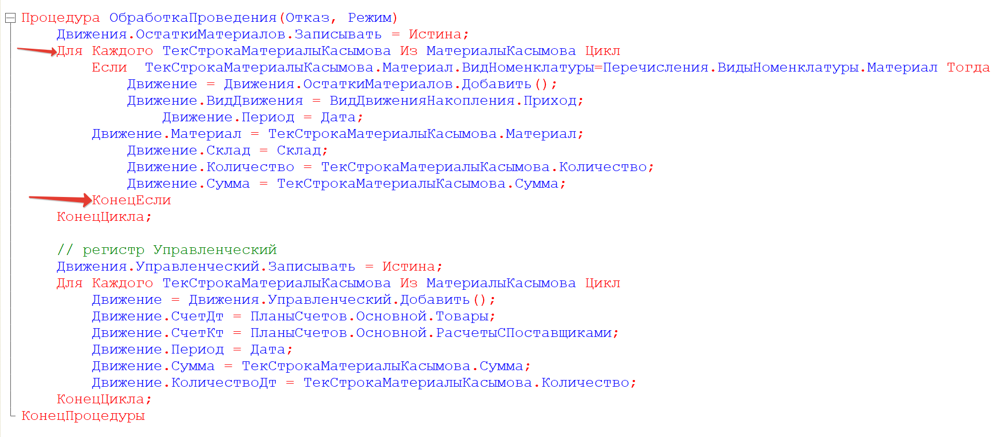 Процедура ОбработкаПроведения(Отказ, Режим)
Движения.ОстаткиМатериалов.Записывать = Истина;
Для Каждого ТекСтрокаМатериалыКасымова Из МатериалыКасымова Цикл
Если  ТекСтрокаМатериалыКасымова.Материал.ВидНоменклатуры=Перечисления.ВидыНоменклатуры.Материал Тогда
Движение = Движения.ОстаткиМатериалов.Добавить();
Движение.ВидДвижения = ВидДвиженияНакопления.Приход;
Движение.Период = Дата;
Движение.Материал = ТекСтрокаМатериалыКасымова.Материал;
Движение.Склад = Склад;
Движение.Количество = ТекСтрокаМатериалыКасымова.Количество;
Движение.Сумма = ТекСтрокаМатериалыКасымова.Сумма;
КонецЕсли
КонецЦикла;
// регистр Управленческий
Движения.Управленческий.Записывать = Истина;
Для Каждого ТекСтрокаМатериалыКасымова Из МатериалыКасымова Цикл
Движение = Движения.Управленческий.Добавить();
Движение.СчетДт = ПланыСчетов.Основной.Товары;
Движение.СчетКт = ПланыСчетов.Основной.РасчетыСПоставщиками;
Движение.Период = Дата;
Движение.Сумма = ТекСтрокаМатериалыКасымова.Сумма;
Движение.КоличествоДт = ТекСтрокаМатериалыКасымова.Количество;
КонецЦикла;
КонецПроцедуры